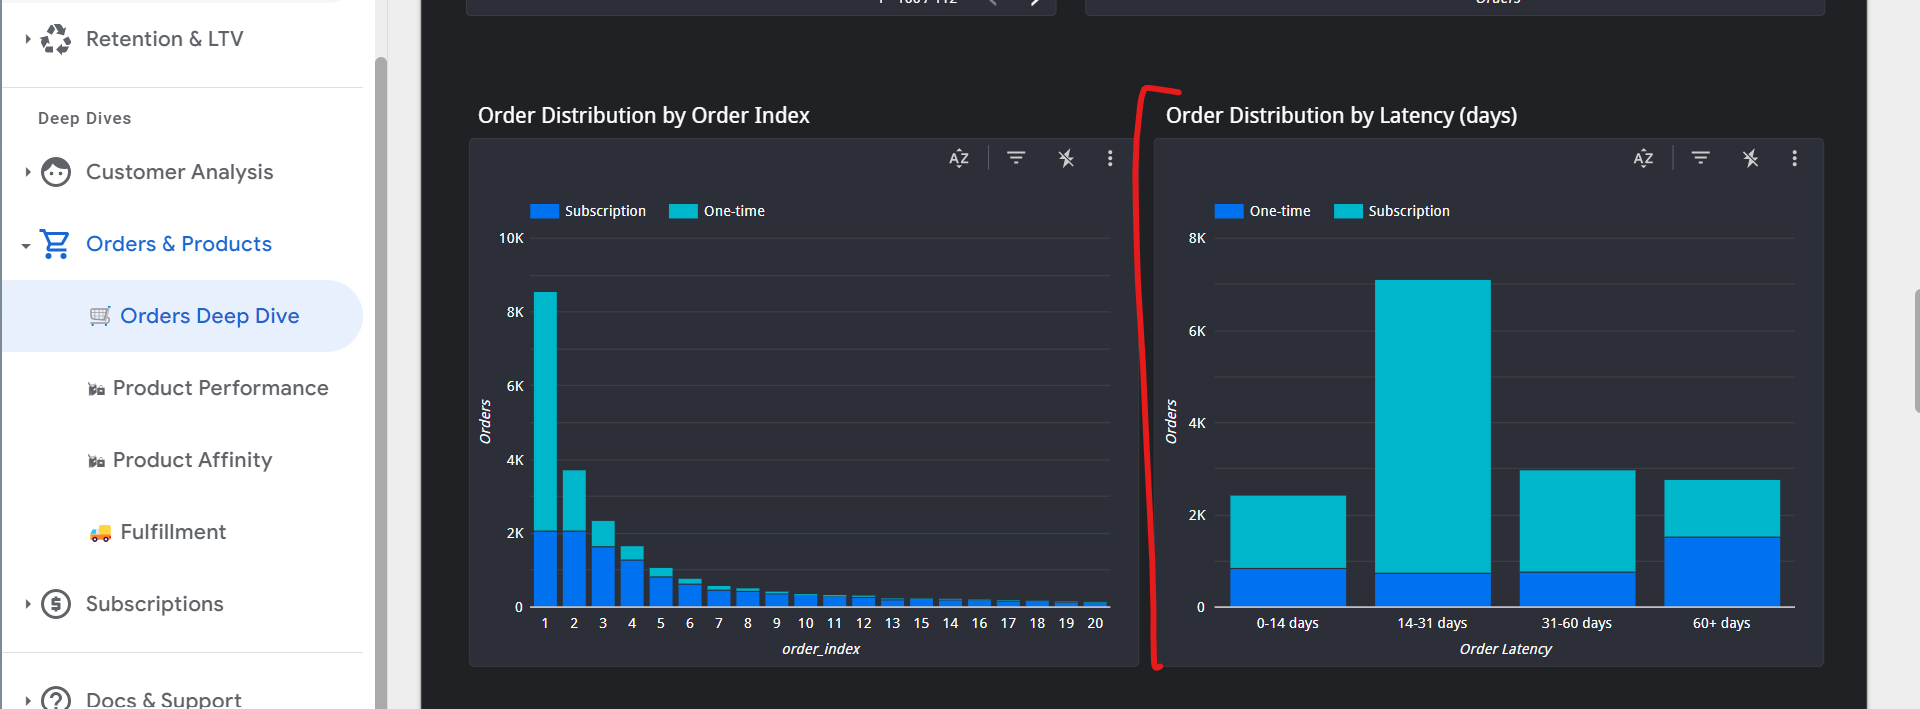 Retention & LTV
Deep Dives
Customer Analysis
Orders & Products
Orders Deep Dive
Product Performance
Product Affinity
Fulfillment
Subscriptions
Docs & Support
Orders
Order Distribution by Order Index
AZ
Subscription One-time
10K
8K
6K
4K
2K
0
Orders
1 2 3 4 5 6 7 8 9 10 11 12 13 15 14 16 17 18 19 20
order_index
Order Distribution by Latency (days)
AZ
One-time Subscription
8K
6K
4K
2K
0
Orders
0-14 days 14-31 days 31-60 days 60+ days
Order Latency